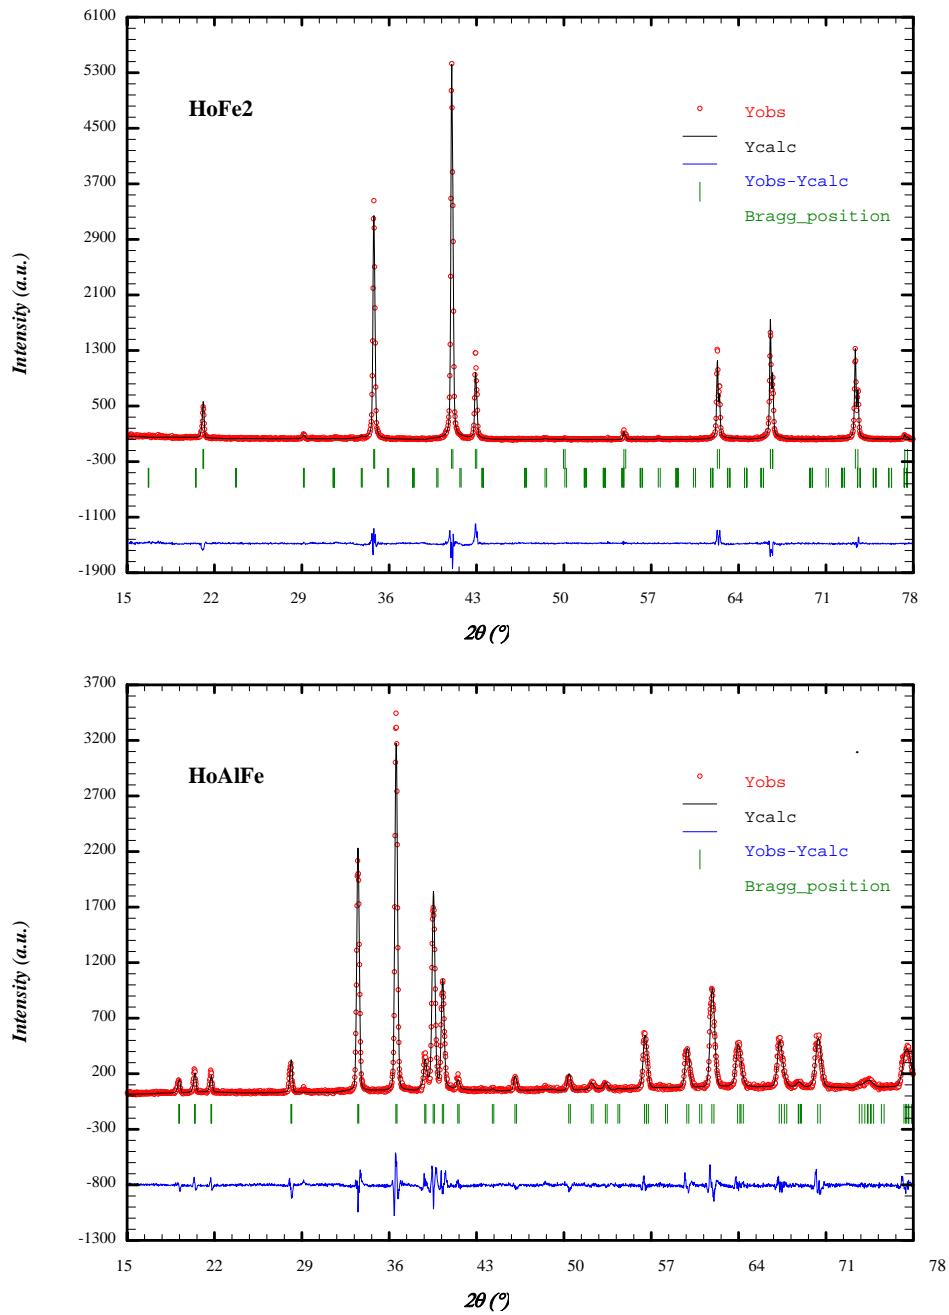 6100
5300
4500
3700
2900
2100
1300
500
-300
-1100
-1900
HoFe2
Yobs
Ycalc
Yobs-Ycalc
Bragg_position
Intensity (a.u.)
15 22 29 36 43 50 57 64 71 78
2θ (°)
3700
3200
2700
2200
1700
1200
700
200
-300
-800
-1300
HoAlFe
Yobs
Ycalc
Yobs-Ycalc
Bragg_position
Intensity (a.u.)
15 22 29 36 43 50 57 64 71 78
2θ (°)